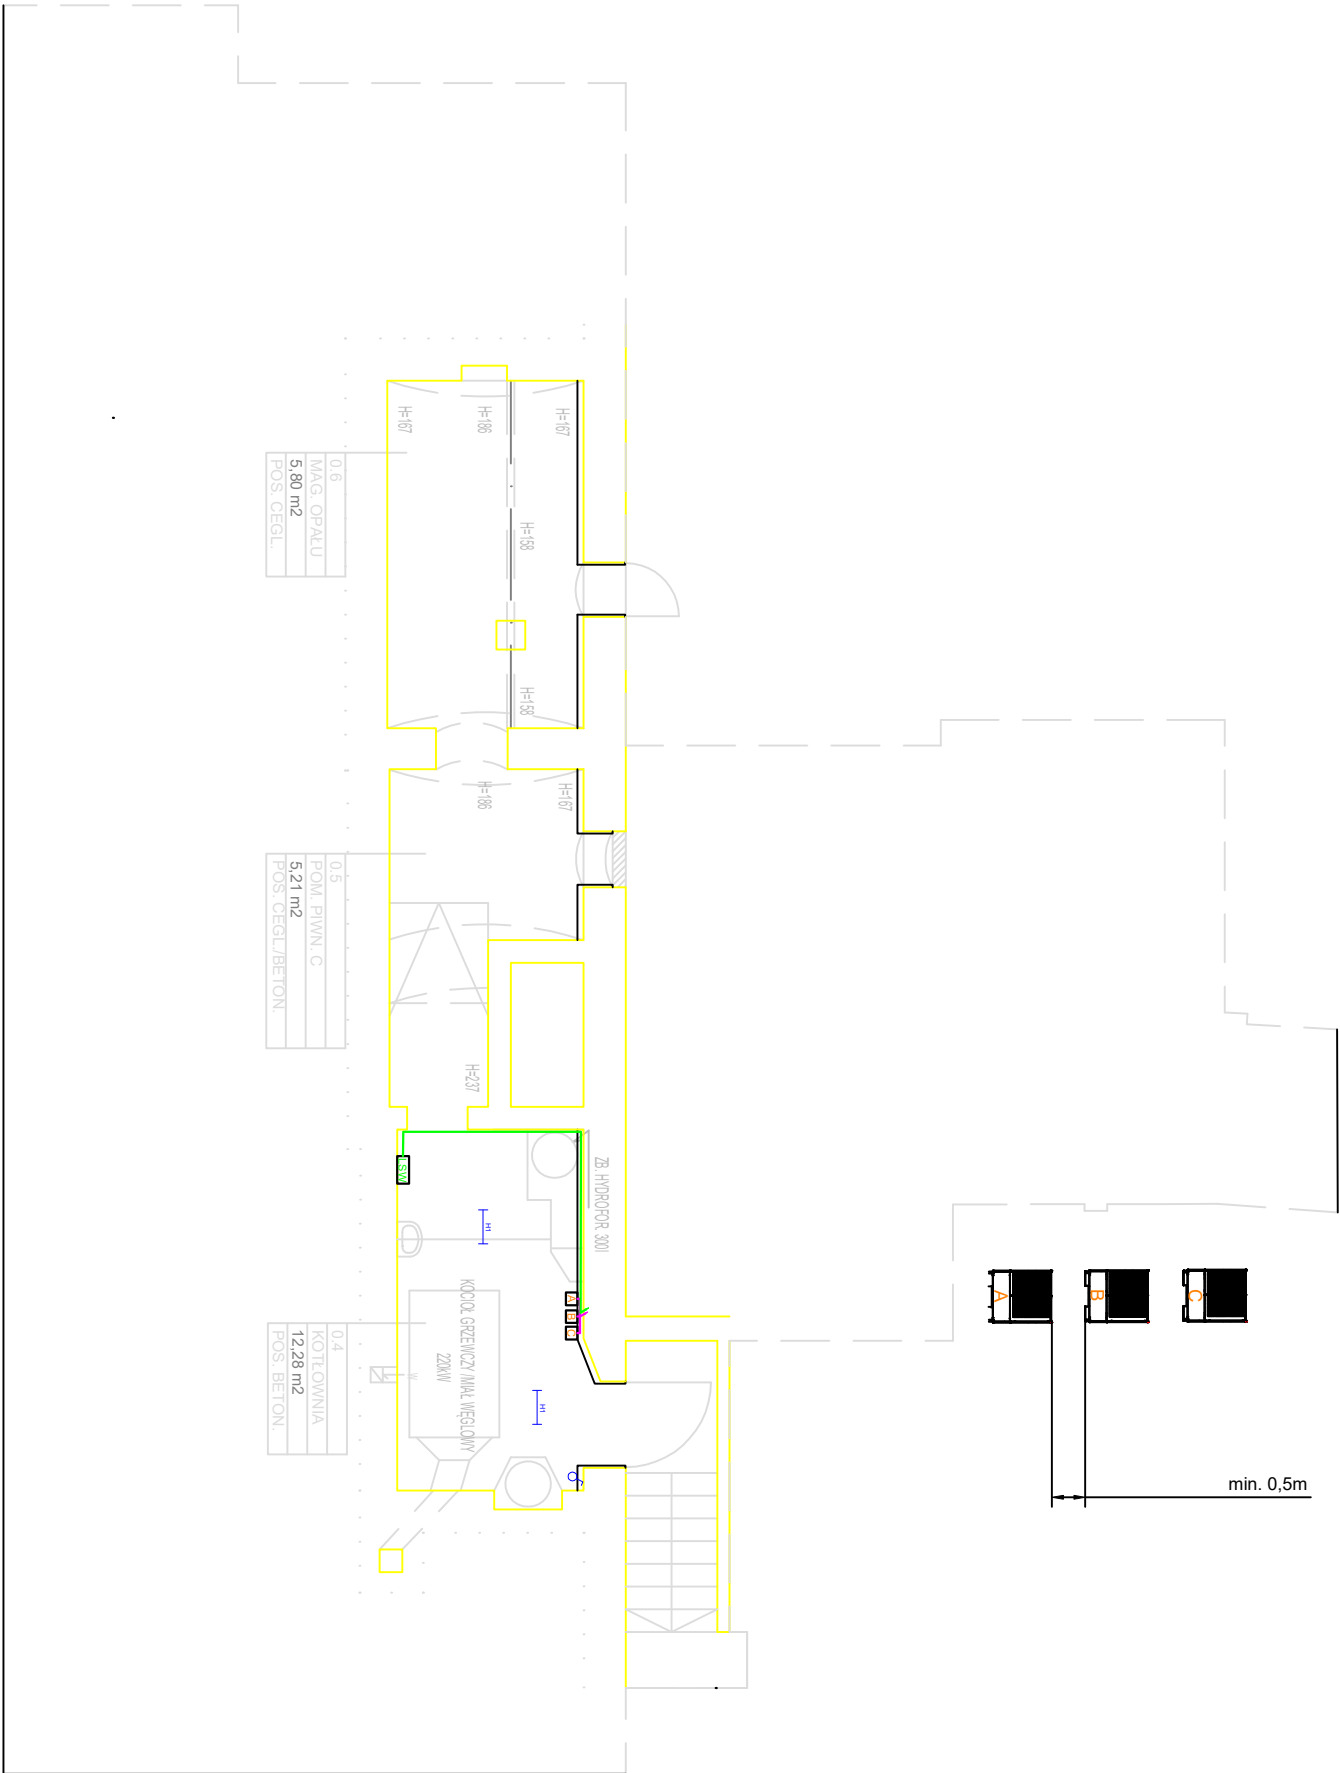 H=167
H=186
H=167
0.6
MAG. OPAŁU
5,80 m2
POS. CEGL.
H=158
H=158
H=186
H=167
0.5
POM. PIWN. C
5,21 m2
POS. CEGL./BETON.
H=237
ZB. HYDROFOR 300l
H1
A
B
C
KOCIOŁ GRZEWCZY /MIAŁ WĘGLOWY
220KW
0.4
KOTŁOWNIA
12,28 m2
POS. BETON.
W
H1
A
B
C
min. 0,5m